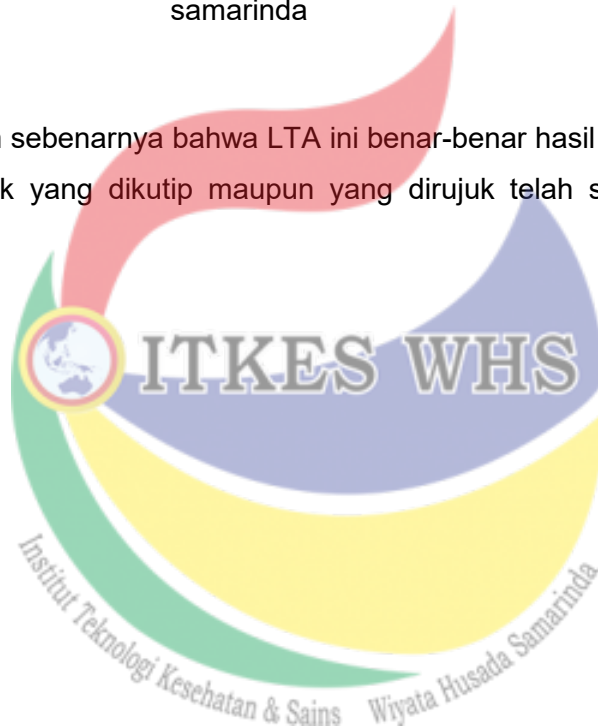 samarinda
sebenarnya bahwa LTA ini benar-benar hasil
yang dikutip maupun yang dirujuk telah
ITKES WHS
Institut Teknologi Kesehatan & Sains Wiyata Husada Samarinda